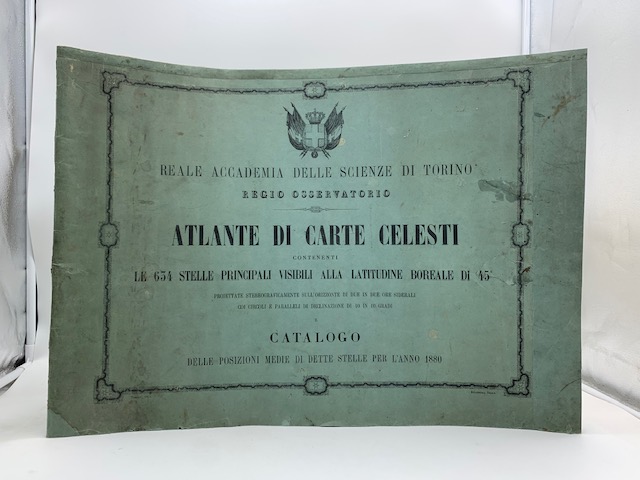 REALE ACCADEMIA DELLE SCIENZE DI TORINO
REGIO OSSERVATORIO
ATLANTE DI CARTE CELESTI
CONTENENTI
LE 634 STELLE PRINCIPALI VISIBILI ALLA LATITUDINE BOREALE DI 45°
PROJETTATE STEREOGRAFICAMENTE SULL'ORIZZONTE DI DUE IN DUE ORE SIDERALI
COI CIRCOLI E PARALLELI DI DECLINAZIONE DI 10 IN 10 GRADI
E
CATALOGO
DELLE POSIZIONI MEDIE DI DETTE STELLE PER L'ANNO 1880